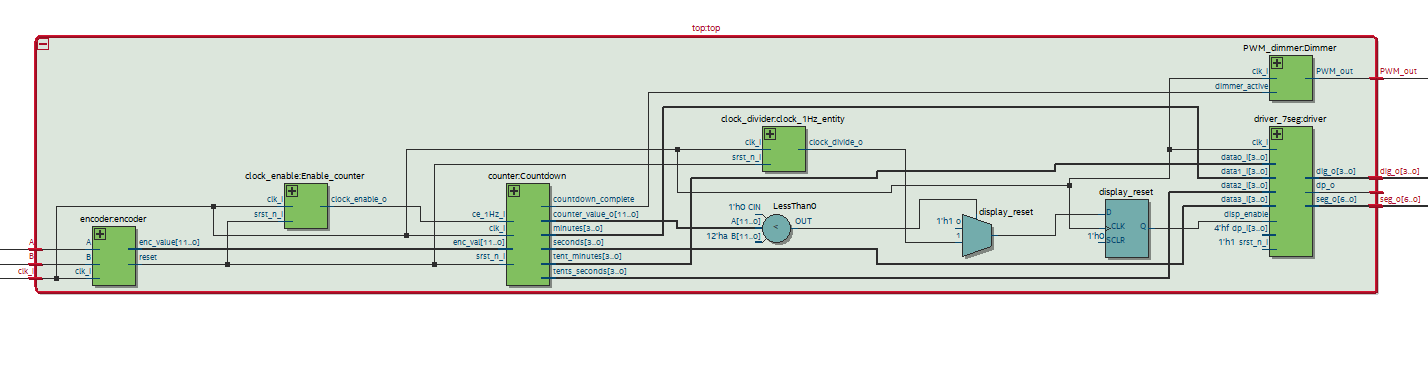 top:top
PWM_dimmer:Dimmer
clk_i
PWM_out
PWM_out
dimmer_active
clock_divider:clock_1Hz_entity
driver_7seg:driver
clk_i
clock_divide_o
clk_i
srst_n_i
data0_i[3..0]
clock_enable:Enable_counter
counter:Countdown
data1_i[3..0]
dig_o[3..0]
dig_o[3..0]
data2_i[3..0]
dp_o
display_reset
clk_i
clock_enable_o
countdown_complete
data3_i[3..0]
seg_o[6..0]
seg_o[6..0]
1'h0 CIN
LessThan0
srst_n_i
ce_1Hz_i
counter_value_o[11..0]
display_reset
D
disp_enable
encoder:encoder
A[11..0]
OUT
1'h1 0
clk_i
minutes[3..0]
CLK
Q
4'hf dp_i[3..0]
12'ha B[11..0]
<
1
1'h0
SCLR
A
A
enc_value[11..0]
enc_val[11..0]
seconds[3..0]
1'h1 srst_n_i
B
B
reset
srst_n_i
tent_minutes[3..0]
clk_i
clk_i
tents_seconds[3..0]